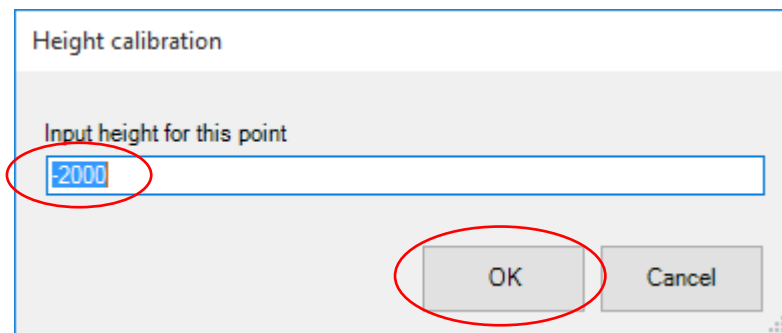 Height calibration
Input height for this point
-2000
OK
Cancel